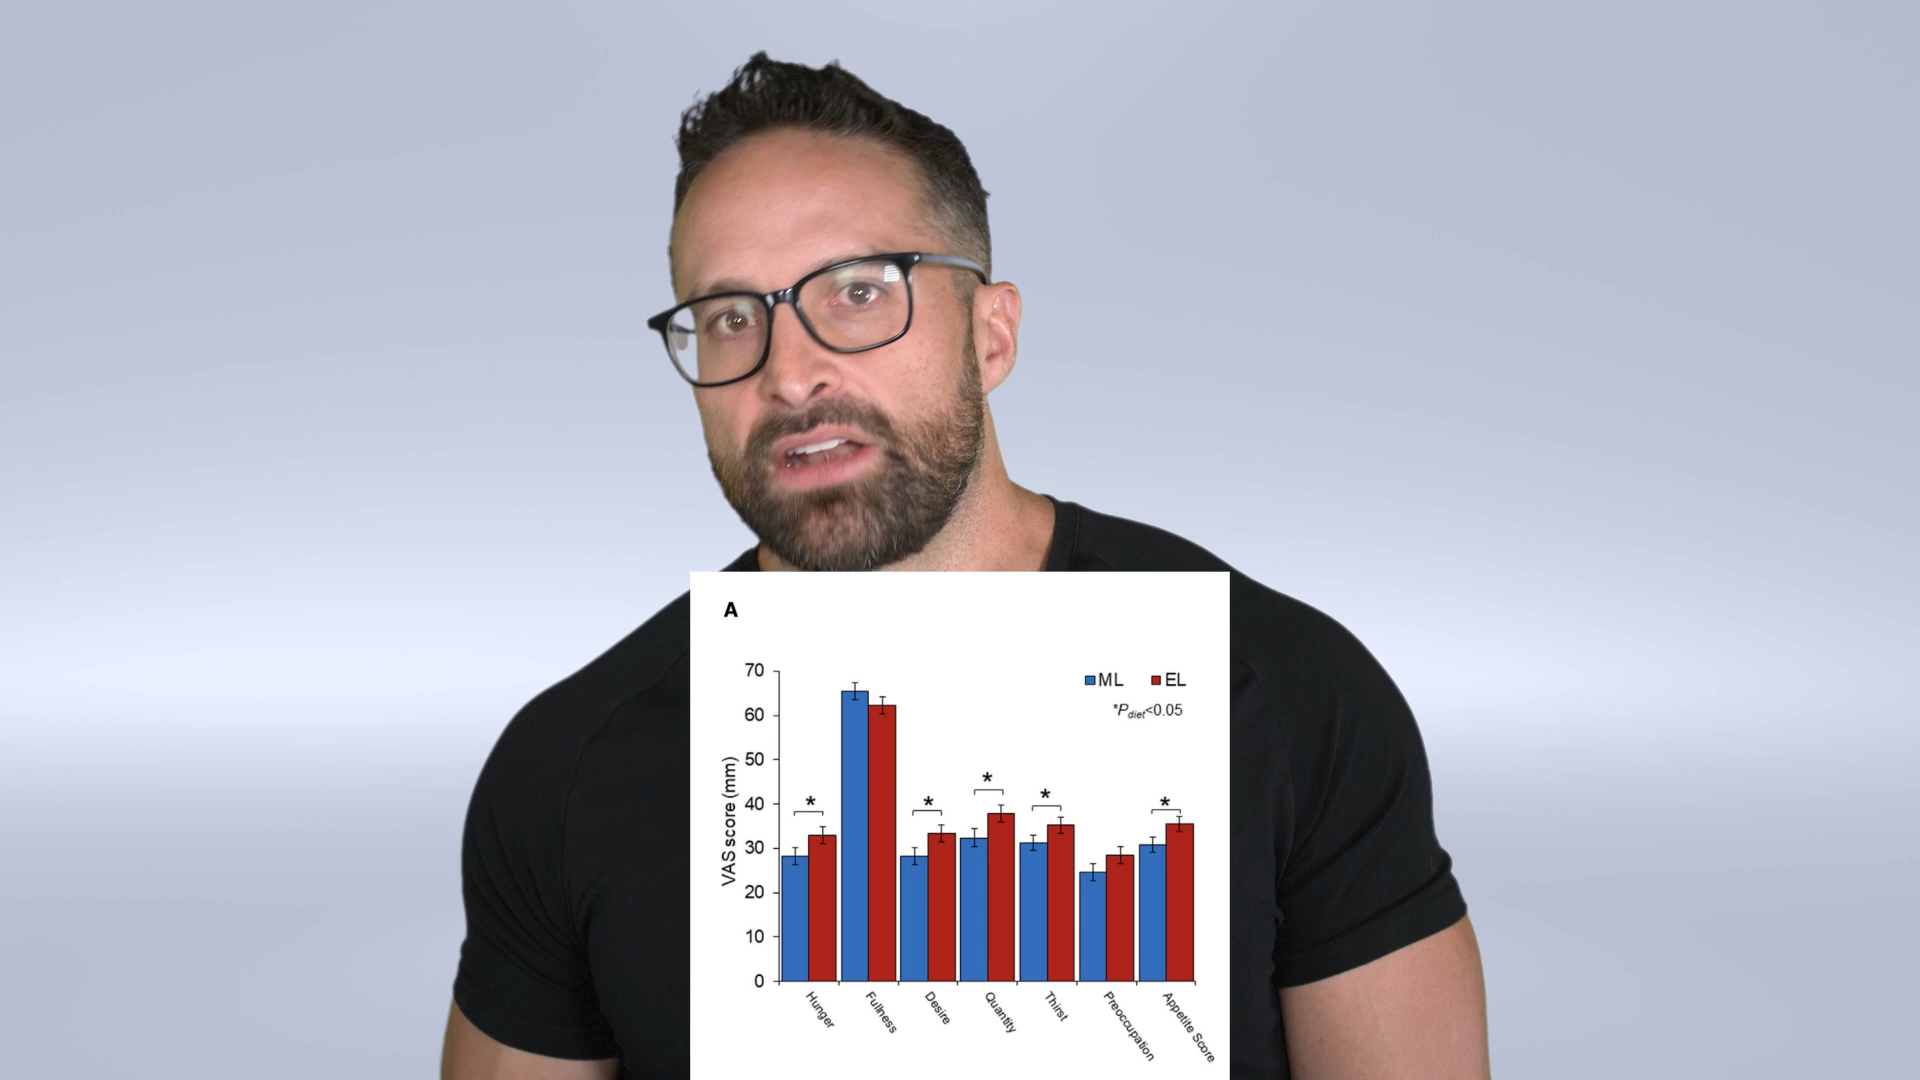 A
70
60
50
40
30
20
10
0
VAS score (mm)
ML EL
*Pdiet<0.05
* * * * *
Hunger
Fullness
Desire
Quantity
Thirst
Preoccupation
Appetite Score